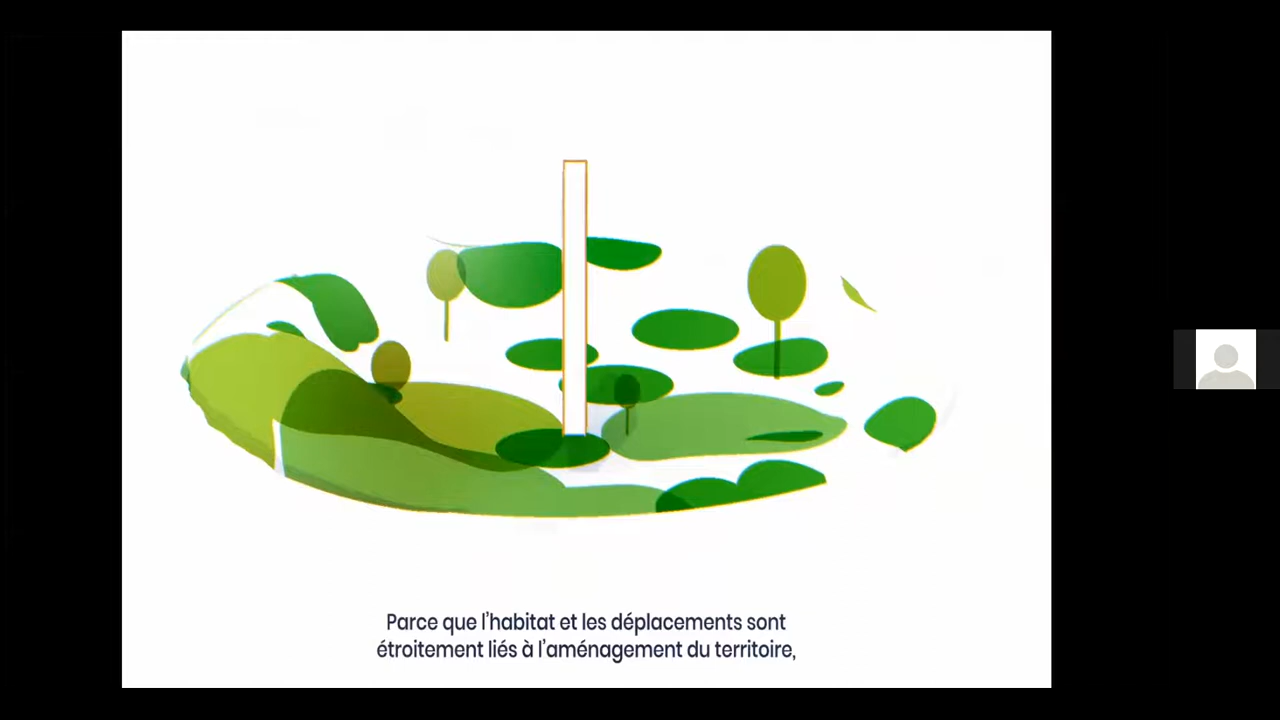 Parce que l'habitat et les déplacements sont
étroitement liés à l'aménagement du territoire,